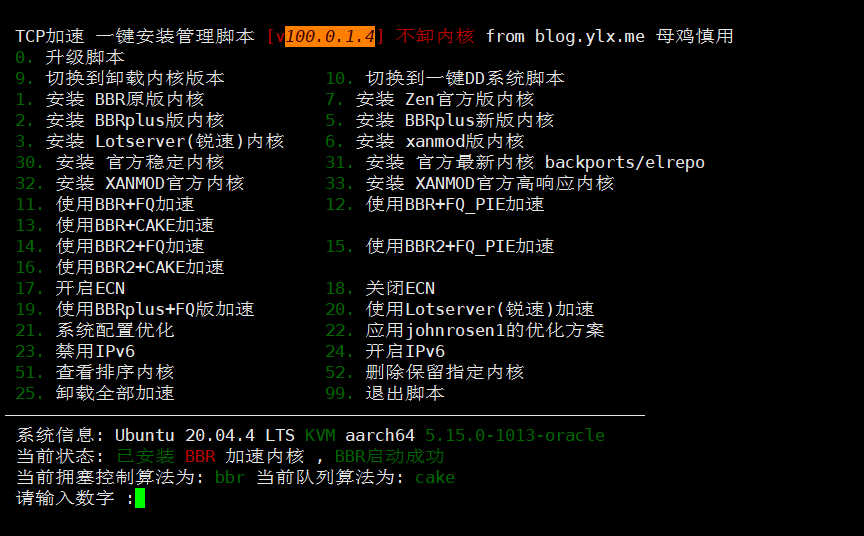 TCP加速 一键安装管理脚本 [v100.0.1.4] 不卸内核 from blog.ylx.me 母鸡慎用
0. 升级脚本
9. 切换到卸载内核版本 10. 切换到一键DD系统脚本
1. 安装 BBR原版内核 7. 安装 Zen官方版内核
2. 安装 BBRplus版内核 5. 安装 BBRplus新版内核
3. 安装 Lotserver(锐速)内核 6. 安装 xanmod版内核
30. 安装 官方稳定内核 31. 安装 官方最新内核 backports/elrepo
32. 安装 XANMOD官方内核 33. 安装 XANMOD官方高响应内核
11. 使用BBR+FQ加速 12. 使用BBR+FQ_PIE加速
13. 使用BBR+CAKE加速
14. 使用BBR2+FQ加速 15. 使用BBR2+FQ_PIE加速
16. 使用BBR2+CAKE加速
17. 开启ECN 18. 关闭ECN
19. 使用BBRplus+FQ版加速 20. 使用Lotserver(锐速)加速
21. 系统配置优化 22. 应用johnrosen1的优化方案
23. 禁用IPv6 24. 开启IPv6
51. 查看排序内核 52. 删除保留指定内核
25. 卸载全部加速 99. 退出脚本
系统信息: Ubuntu 20.04.4 LTS KVM aarch64 5.15.0-1013-oracle
当前状态: 已安装 BBR 加速内核 , BBR启动成功
当前拥塞控制算法为: bbr 当前队列算法为: cake
请输入数字 :